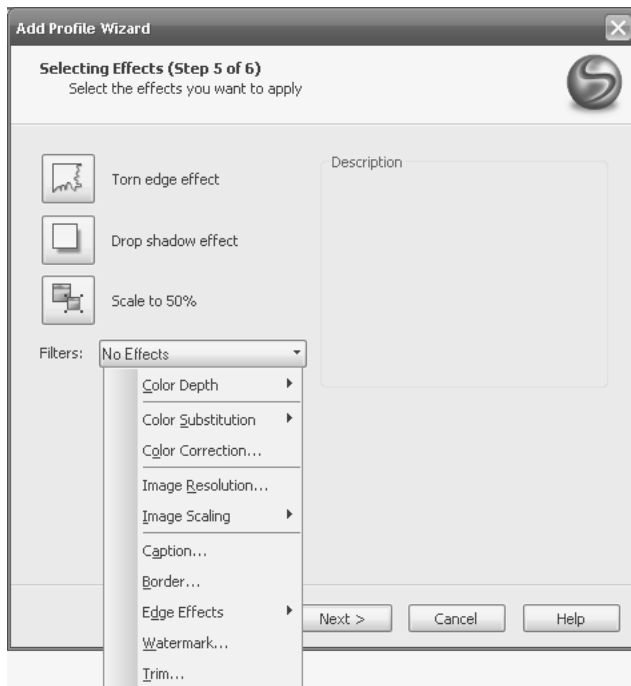 Add Profile Wizard
Selecting Effects (Step 5 of 6)
Select the effects you want to apply
Torn edge effect
Drop shadow effect
Scale to 50%
Description
Filters: No Effects
Color Depth
Color Substitution
Color Correction...
Image Resolution...
Image Scaling
Caption...
Border...
Edge Effects
Watermark...
Trim...
Next > Cancel Help